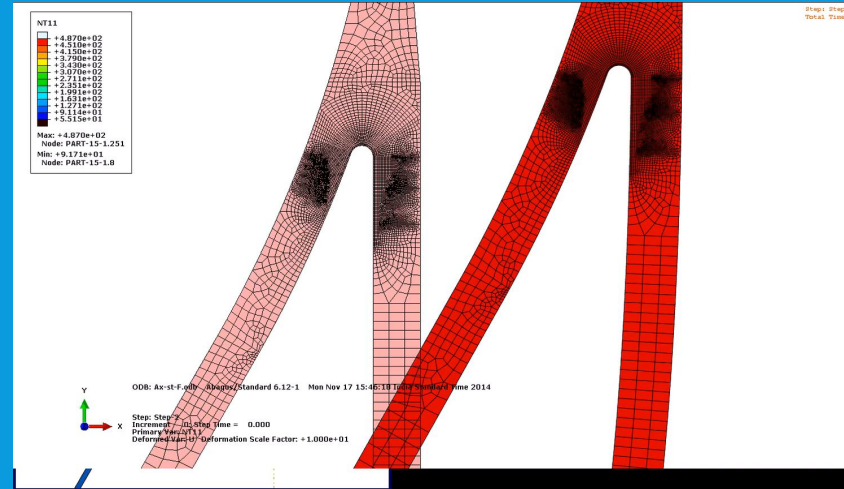 NT11
+4.870e+02
+4.510e+02
+4.150e+02
+3.790e+02
+3.430e+02
+3.070e+02
+2.711e+02
+2.351e+02
+1.991e+02
+1.631e+02
+1.271e+02
+9.114e+01
+5.515e+01
Max: +4.870e+02
Node: PART-15-1.251
Min: +9.171e+01
Node: PART-15-1.8
Step: Step
Total Time
ODB: Ax-st-F.odb Abaqus/Standard 6.12-1 Mon Nov 17 15:46:18 India Standard Time 2014
Y
X
Step: Step-2
Increment 0: Step Time = 0.000
Primary Var: NT11
Deformed Var: U Deformation Scale Factor: +1.000e+01